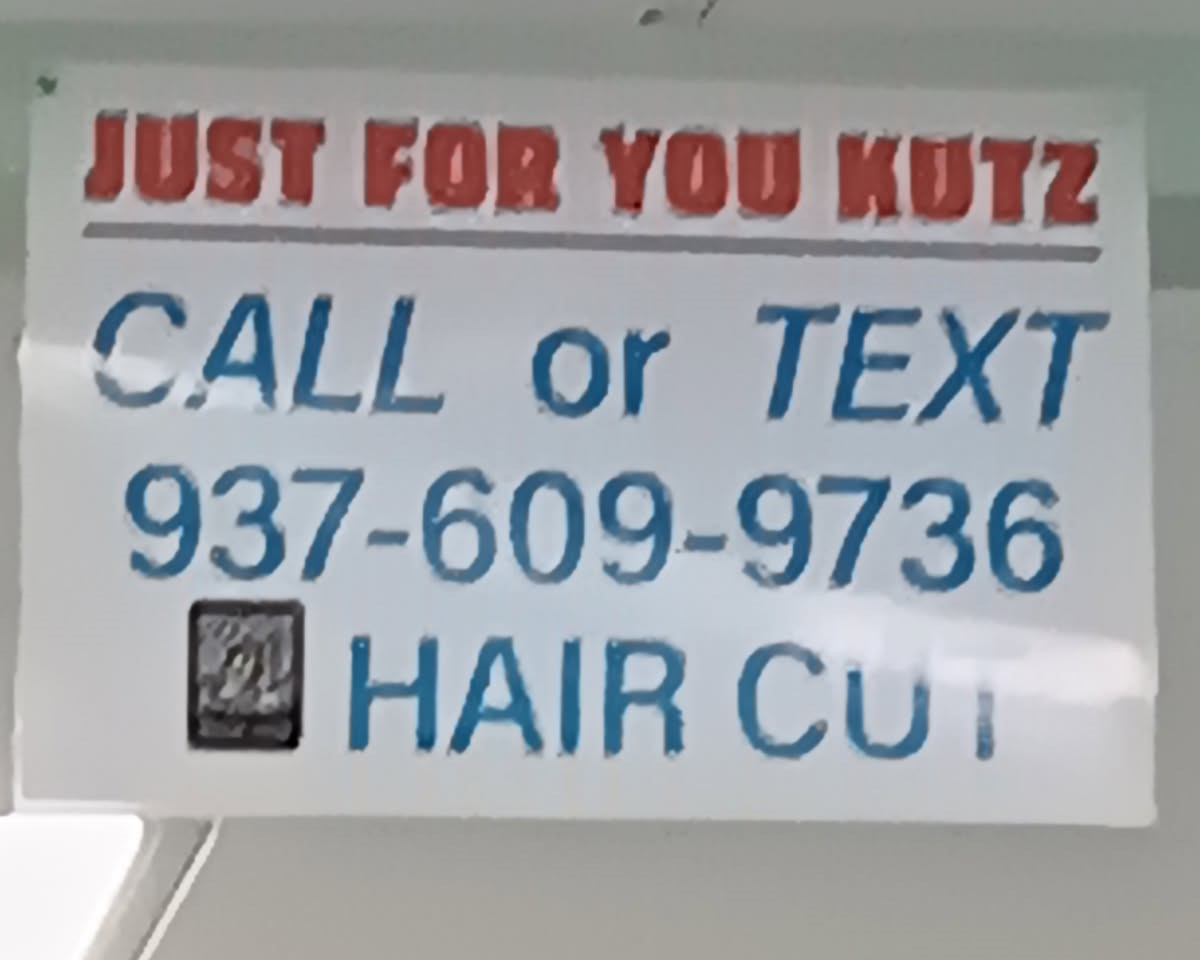 JUST FOR YOU KUTZ
CALL or TEXT
937-609-9736
HAIR CUT